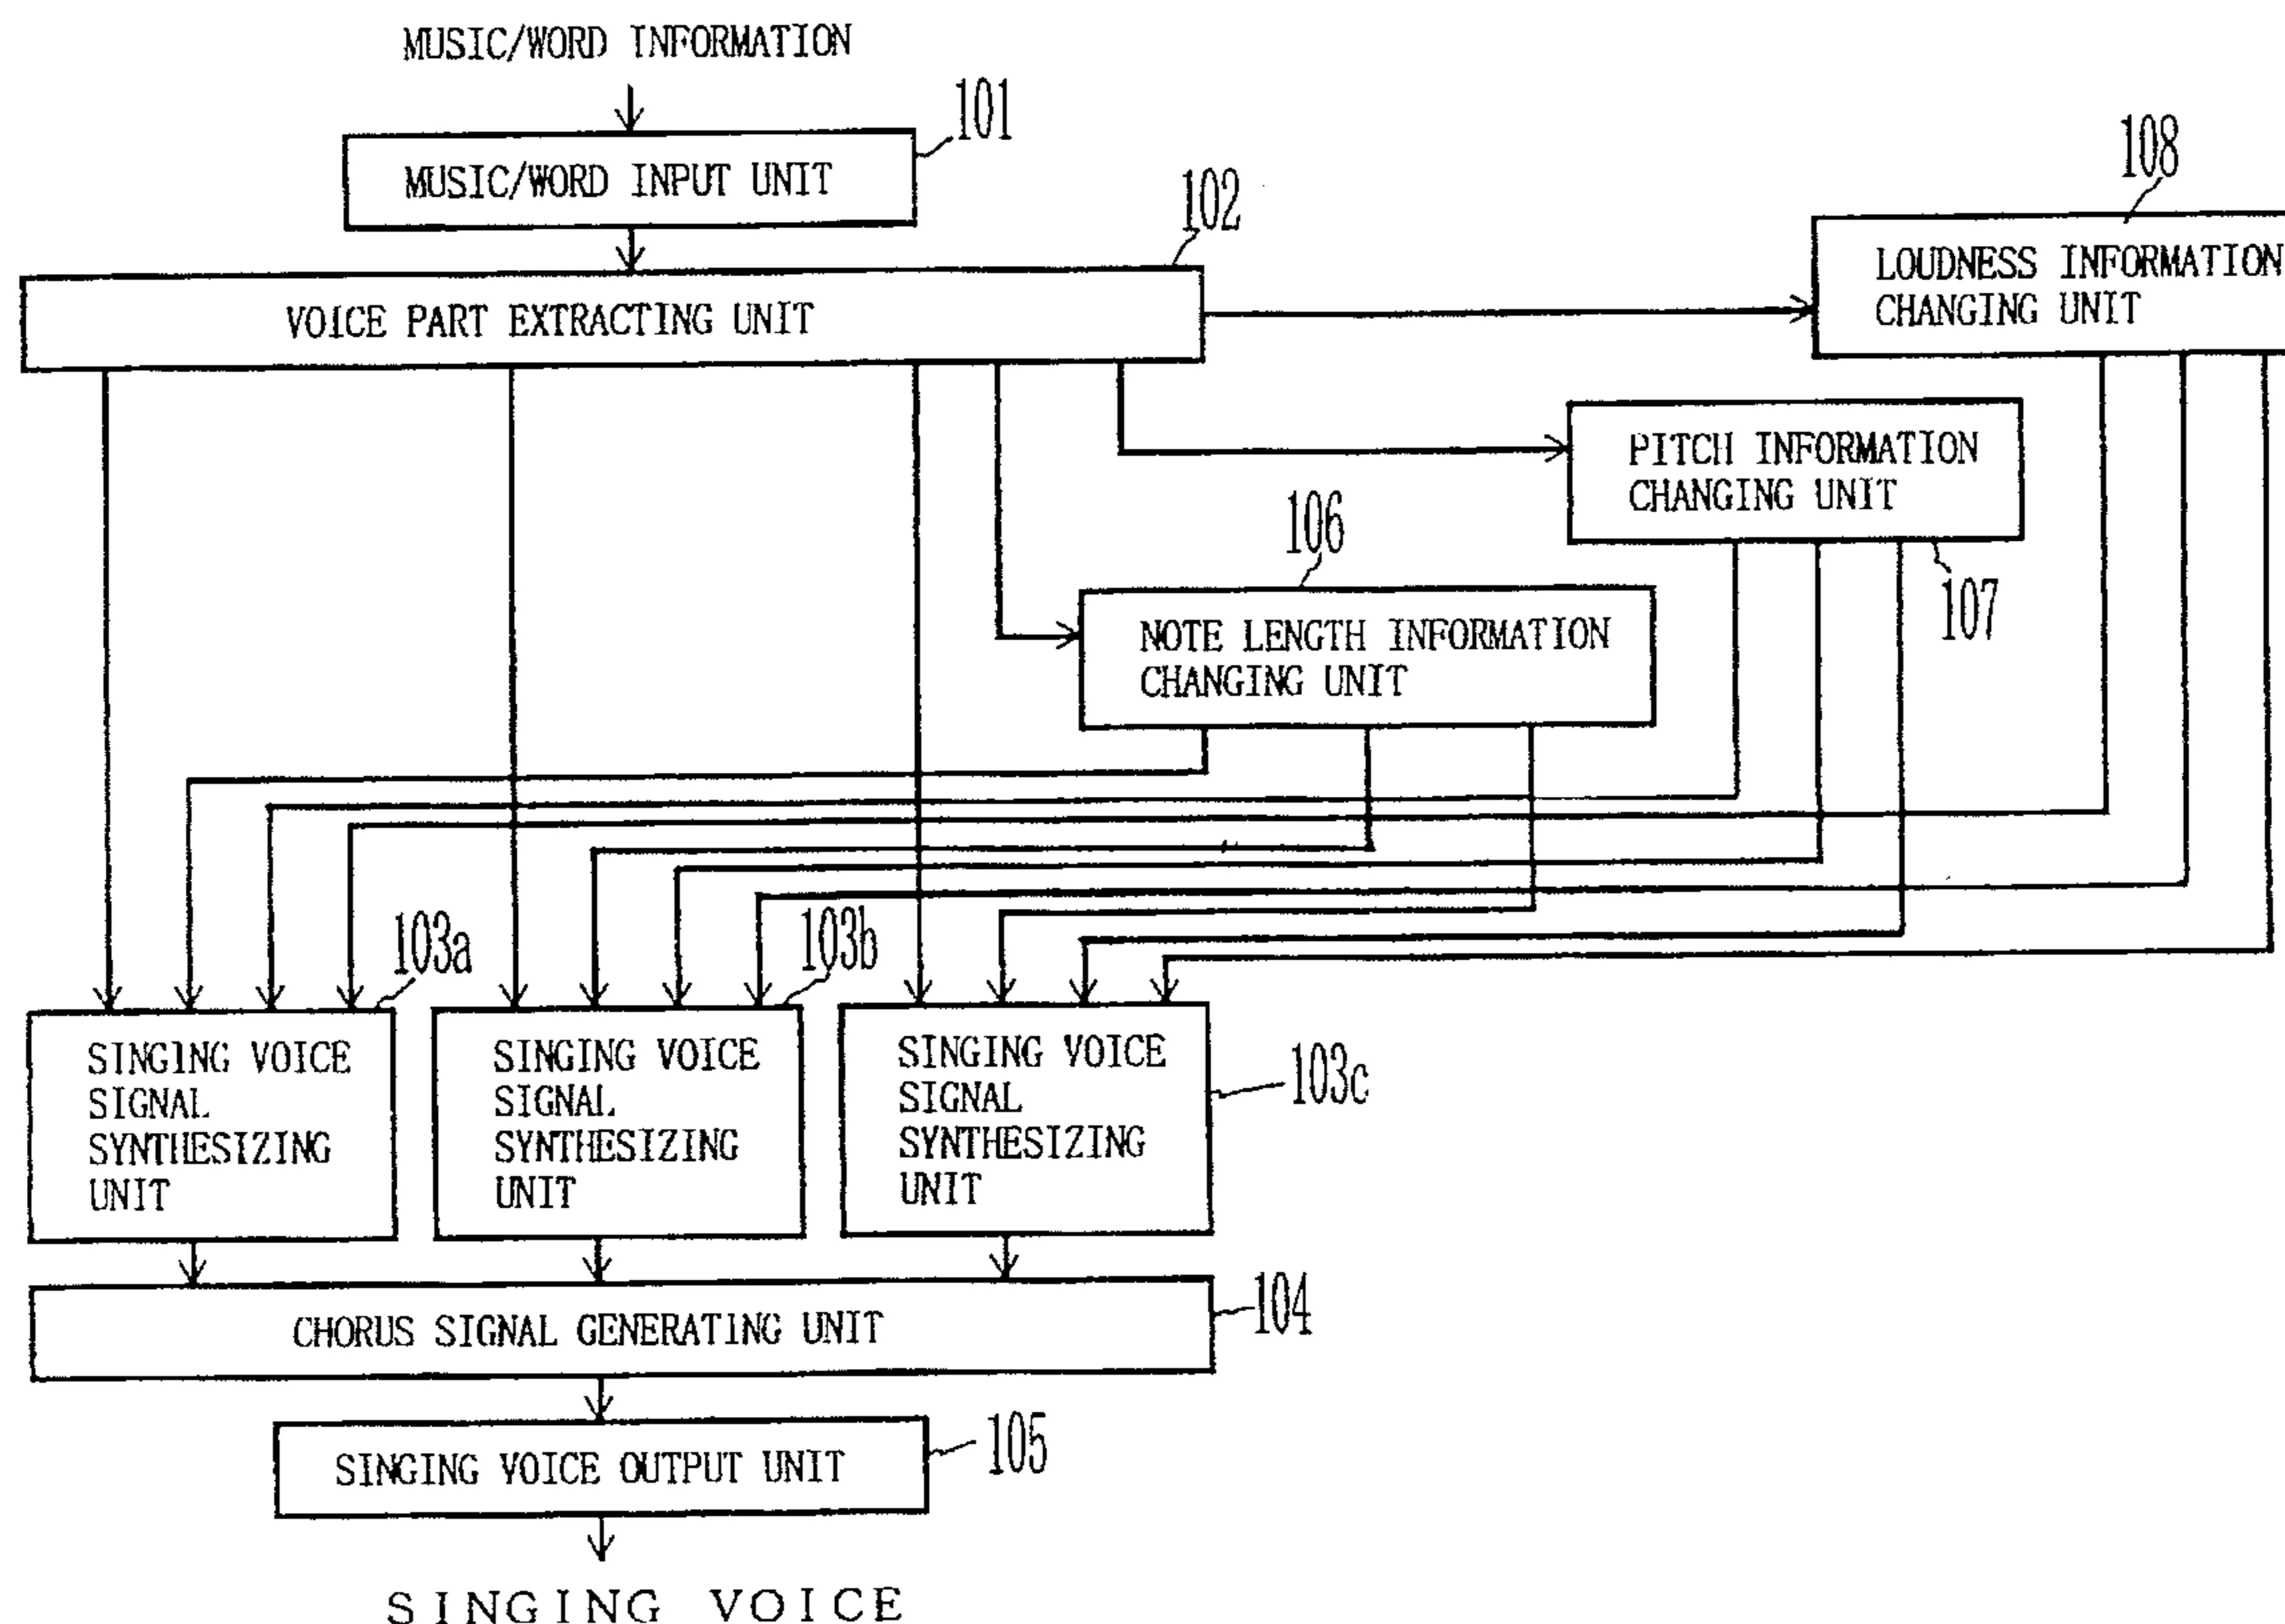 MUSIC/WORD INFORMATION
101
MUSIC/WORD INPUT UNIT
102
VOICE PART EXTRACTING UNIT
108
LOUDNESS INFORMATION
CHANGING UNIT
PITCH INFORMATION
CHANGING UNIT
107
106
NOTE LENGTH INFORMATION
CHANGING UNIT
103a
SINGING VOICE
SIGNAL
SYNTHESIZING
UNIT
103b
SINGING VOICE
SIGNAL
SYNTHESIZING
UNIT
103c
SINGING VOICE
SIGNAL
SYNTHESIZING
UNIT
CHORUS SIGNAL GENERATING UNIT
104
SINGING VOICE OUTPUT UNIT
105
SINGING VOICE